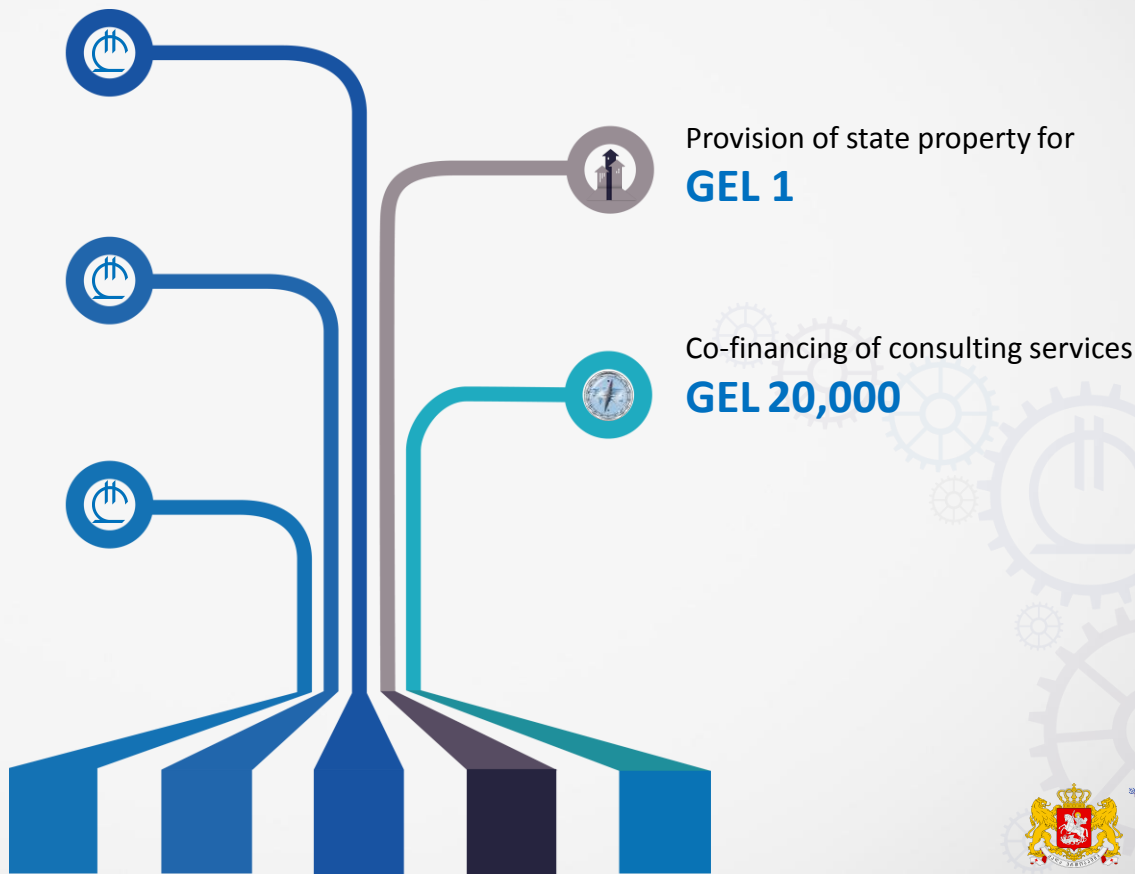 Provision of state property for
GEL 1
Co-financing of consulting services
GEL 20,000